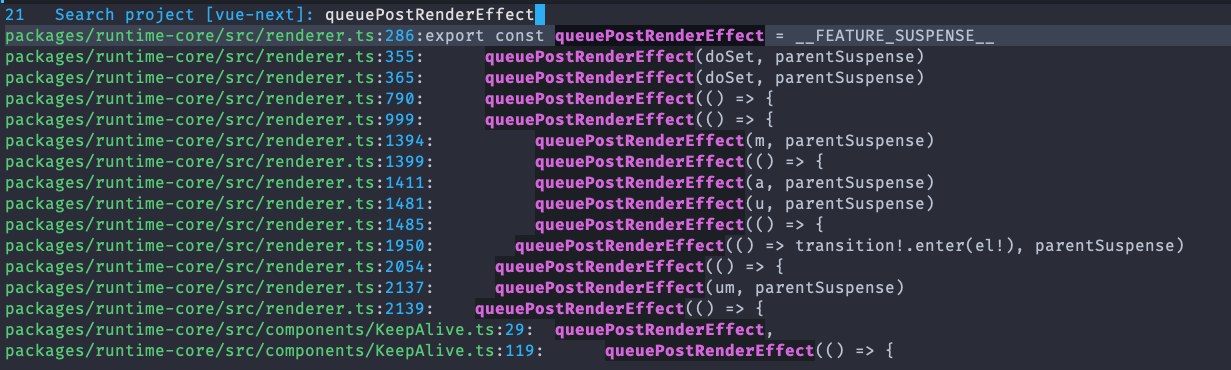 21   Search project [vue-next]: queuePostRenderEffect
packages/runtime-core/src/renderer.ts:286:export const queuePostRenderEffect = __FEATURE_SUSPENSE__
packages/runtime-core/src/renderer.ts:355:      queuePostRenderEffect(doSet, parentSuspense)
packages/runtime-core/src/renderer.ts:365:      queuePostRenderEffect(doSet, parentSuspense)
packages/runtime-core/src/renderer.ts:790:      queuePostRenderEffect(() => {
packages/runtime-core/src/renderer.ts:999:      queuePostRenderEffect(() => {
packages/runtime-core/src/renderer.ts:1394:          queuePostRenderEffect(m, parentSuspense)
packages/runtime-core/src/renderer.ts:1399:          queuePostRenderEffect(() => {
packages/runtime-core/src/renderer.ts:1411:          queuePostRenderEffect(a, parentSuspense)
packages/runtime-core/src/renderer.ts:1481:          queuePostRenderEffect(u, parentSuspense)
packages/runtime-core/src/renderer.ts:1485:          queuePostRenderEffect(() => {
packages/runtime-core/src/renderer.ts:1950:        queuePostRenderEffect(() => transition!.enter(el!), parentSuspense)
packages/runtime-core/src/renderer.ts:2054:      queuePostRenderEffect(() => {
packages/runtime-core/src/renderer.ts:2137:      queuePostRenderEffect(um, parentSuspense)
packages/runtime-core/src/renderer.ts:2139:    queuePostRenderEffect(() => {
packages/runtime-core/src/components/KeepAlive.ts:29:  queuePostRenderEffect,
packages/runtime-core/src/components/KeepAlive.ts:119:      queuePostRenderEffect(() => {